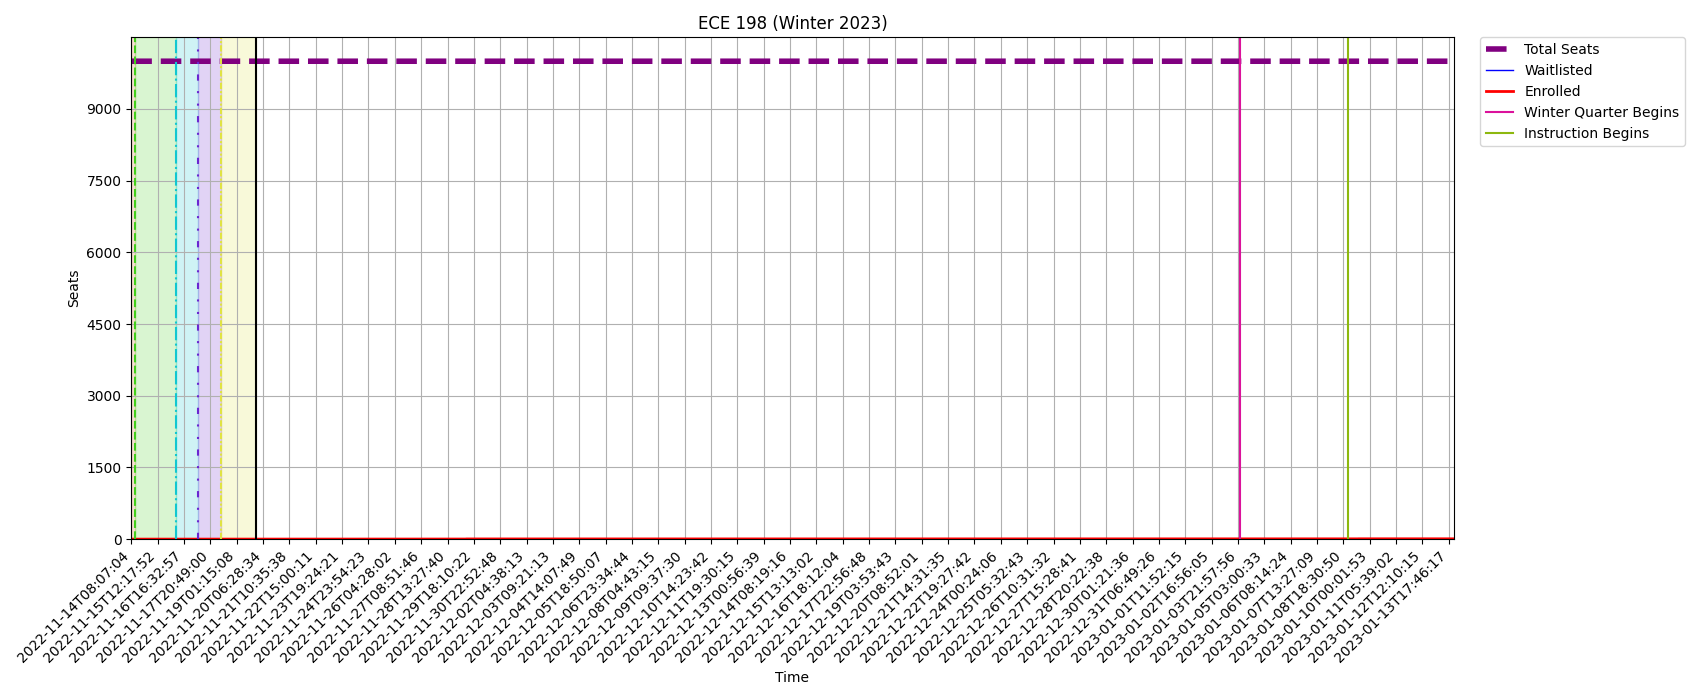 ECE 198 (Winter 2023)
Total Seats
Waitlisted
Enrolled
Winter Quarter Begins
Instruction Begins
Seats
9000
7500
6000
4500
3000
1500
0
2022-11-14T08:07:04
2022-11-15T12:17:52
2022-11-16T16:32:57
2022-11-17T20:49:00
2022-11-19T01:15:08
2022-11-20T06:28:34
2022-11-21T10:35:38
2022-11-22T15:00:11
2022-11-23T19:24:21
2022-11-24T23:54:23
2022-11-26T04:28:02
2022-11-27T08:51:46
2022-11-28T13:27:40
2022-11-29T18:10:22
2022-11-30T22:52:48
2022-12-02T04:38:13
2022-12-03T09:21:13
2022-12-04T14:07:49
2022-12-05T18:50:07
2022-12-06T23:34:44
2022-12-08T04:43:15
2022-12-09T09:37:30
2022-12-10T14:23:42
2022-12-11T19:30:15
2022-12-13T00:56:39
2022-12-14T08:19:16
2022-12-15T13:13:02
2022-12-16T18:12:04
2022-12-17T22:56:48
2022-12-19T03:53:43
2022-12-20T08:52:01
2022-12-21T14:31:35
2022-12-22T19:27:42
2022-12-24T00:24:06
2022-12-25T05:32:43
2022-12-26T10:31:32
2022-12-27T15:28:41
2022-12-28T20:22:38
2022-12-30T01:21:36
2022-12-31T06:49:26
2023-01-01T11:52:15
2023-01-02T16:56:05
2023-01-03T21:57:56
2023-01-05T03:00:33
2023-01-06T08:14:24
2023-01-07T13:27:09
2023-01-08T18:30:50
2023-01-10T00:01:53
2023-01-11T05:39:02
2023-01-12T12:10:15
2023-01-13T17:46:17
Time